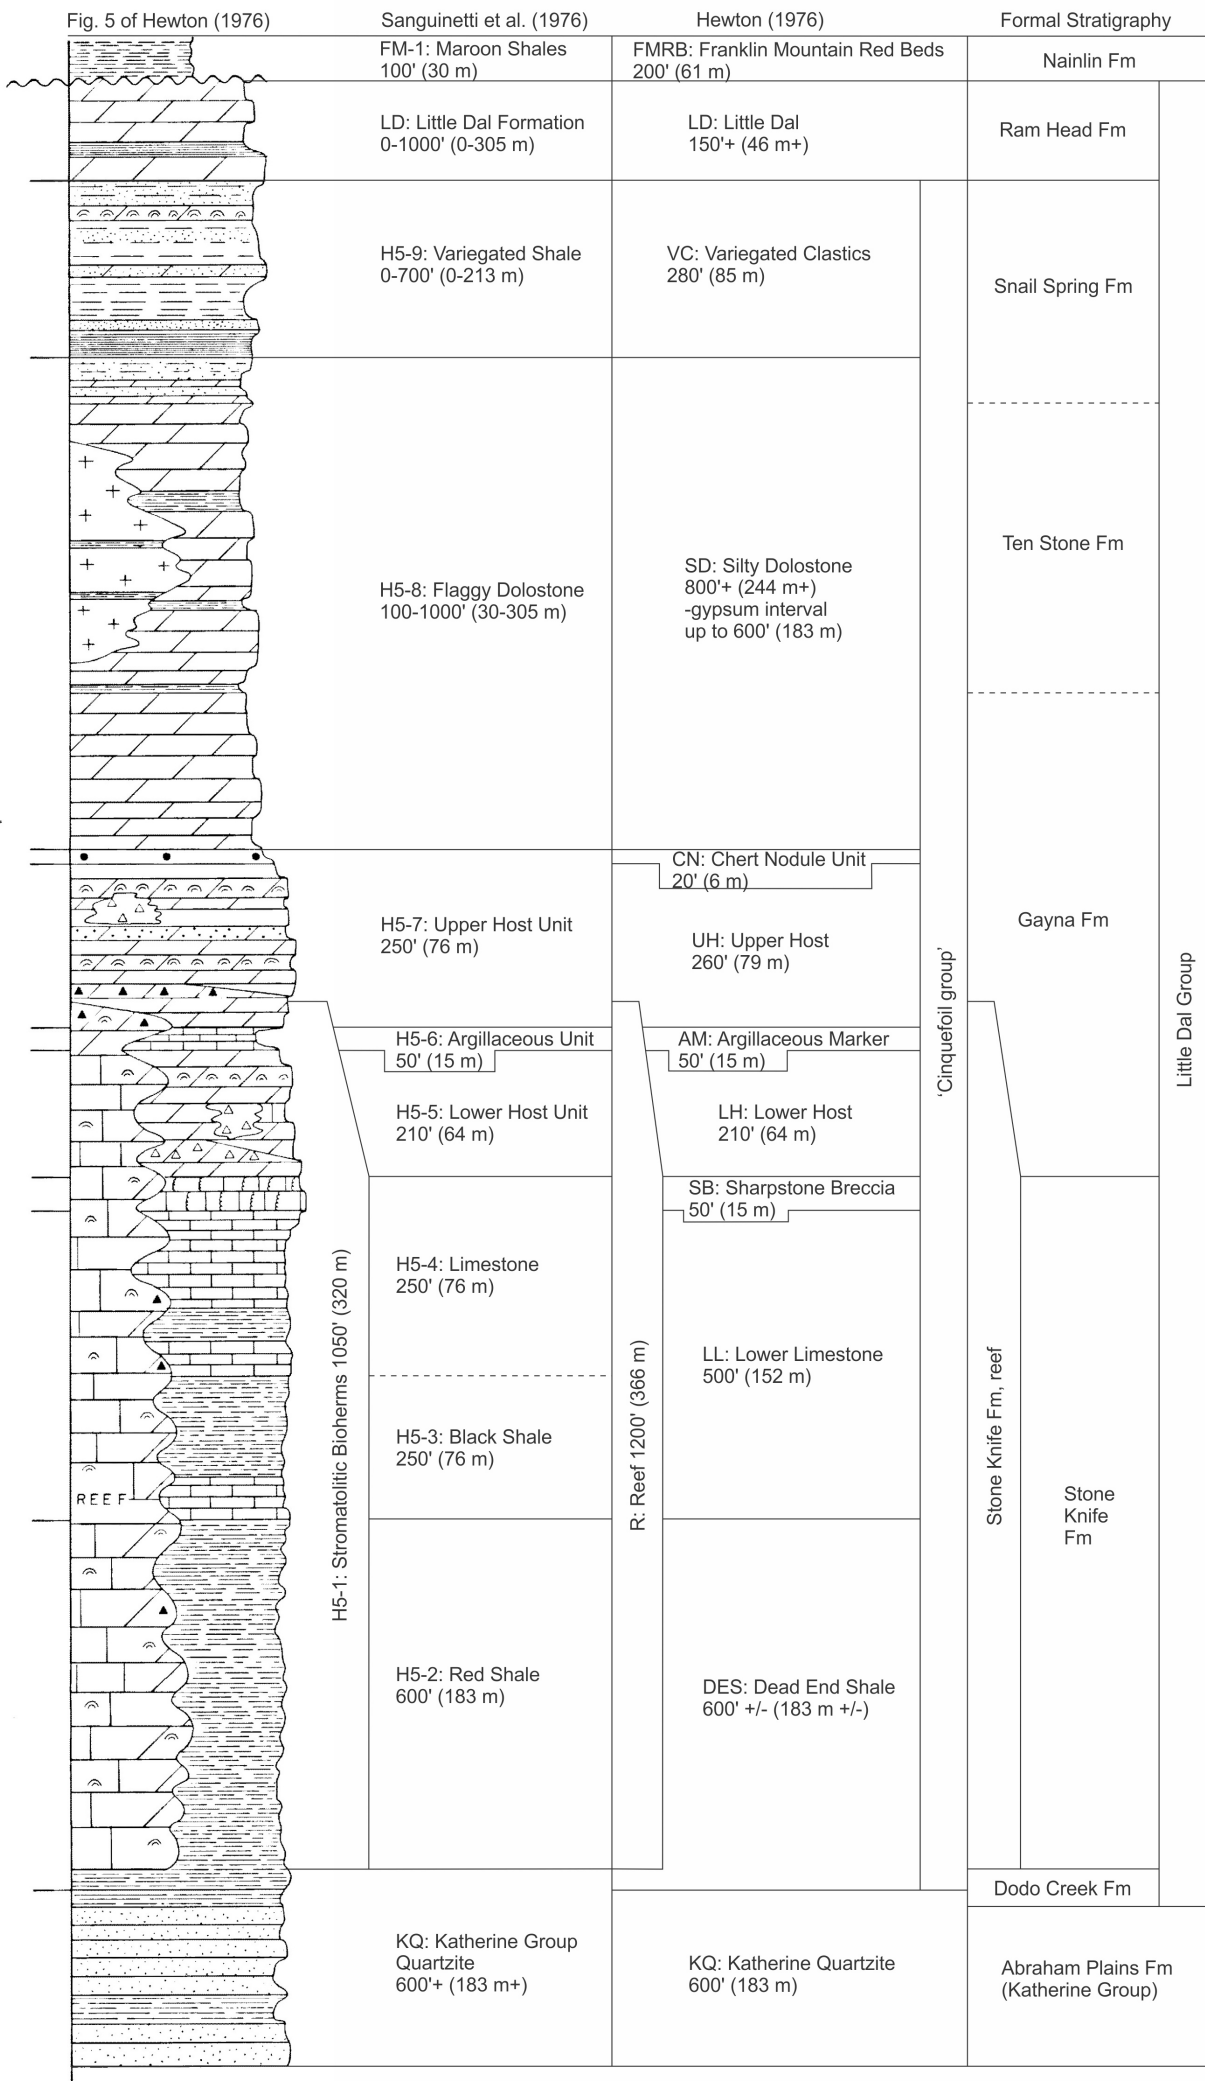 Fig. 5 of Hewton (1976)
Sanguinetti et al. (1976)
Hewton (1976)
Formal Stratigraphy
FM-1: Maroon Shales
100' (30 m)
FMRB: Franklin Mountain Red Beds
200' (61 m)
Nainlin Fm
LD: Little Dal Formation
0-1000' (0-305 m)
LD: Little Dal
150'+ (46 m+)
Ram Head Fm
H5-9: Variegated Shale
0-700' (0-213 m)
VC: Variegated Clastics
280' (85 m)
Snail Spring Fm
H5-8: Flaggy Dolostone
100-1000' (30-305 m)
SD: Silty Dolostone
800'+ (244 m+)
-gypsum interval
up to 600' (183 m)
Ten Stone Fm
CN: Chert Nodule Unit
20' (6 m)
H5-7: Upper Host Unit
250' (76 m)
UH: Upper Host
260' (79 m)
Gayna Fm
'Cinquefoil group'
Little Dal Group
H5-6: Argillaceous Unit
50' (15 m)
AM: Argillaceous Marker
50' (15 m)
H5-5: Lower Host Unit
210' (64 m)
LH: Lower Host
210' (64 m)
SB: Sharpstone Breccia
50' (15 m)
H5-4: Limestone
250' (76 m)
LL: Lower Limestone
500' (152 m)
H5-3: Black Shale
250' (76 m)
REEF
H5-1: Stromatolitic Bioherms 1050' (320 m)
R: Reef 1200' (366 m)
Stone Knife Fm, reef
Stone
Knife
Fm
H5-2: Red Shale
600' (183 m)
DES: Dead End Shale
600' +/- (183 m +/-)
Dodo Creek Fm
KQ: Katherine Group
Quartzite
600'+ (183 m+)
KQ: Katherine Quartzite
600' (183 m)
Abraham Plains Fm
(Katherine Group)